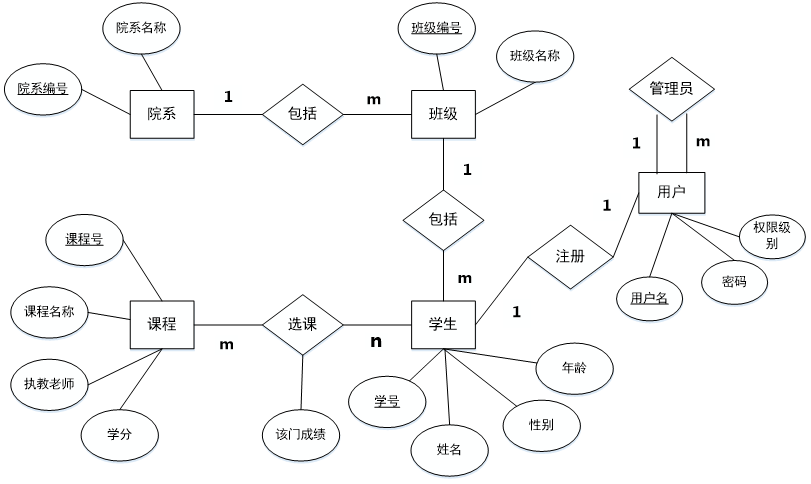 院系名称
班级编号
班级名称
院系编号
管理员
院系
1
包括
m
班级
1
m
1
用户
包括
1
权限级
别
课程号
注册
密码
m
用户名
课程名称
课程
m
选课
n
学生
1
执教老师
年龄
学号
性别
学分
该门成绩
姓名